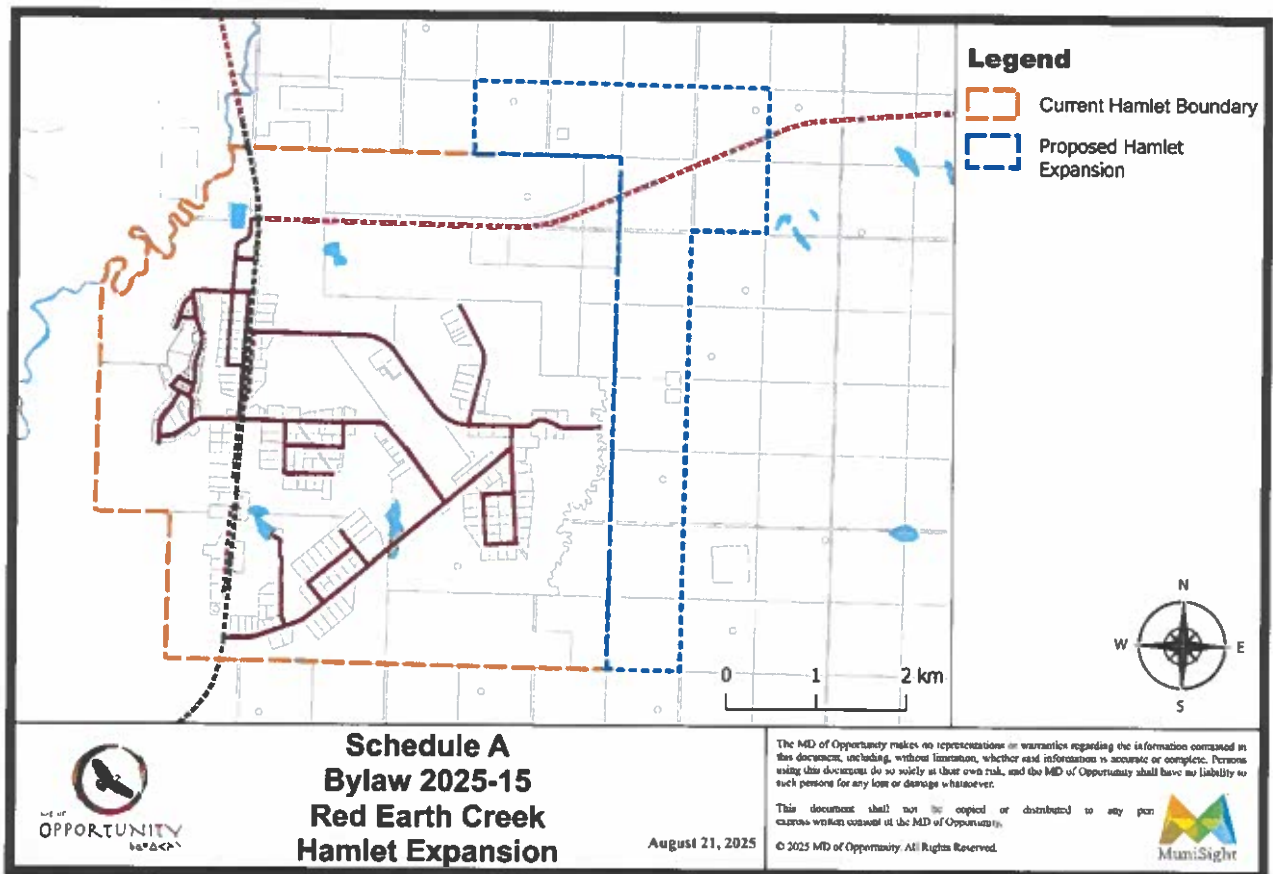 Legend
Current Hamlet Boundary
Proposed Hamlet
Expansion
N
W
E
S
0 1 2 km
MD OF
OPPORTUNITY
Schedule A
Bylaw 2025-15
Red Earth Creek
Hamlet Expansion
August 21, 2025
The MD of Opportunity makes no representations or warranties regarding the information contained in
this document, including, without limitation, whether said information is accurate or complete. Persons
using this document do so solely at their own risk, and the MD of Opportunity shall have no liability to
such persons for any loss or damage whatsoever.
This document shall not be copied or distributed to any per
express written consent of the MD of Opportunity.
© 2025 MD of Opportunity. All Rights Reserved.
MuniSight